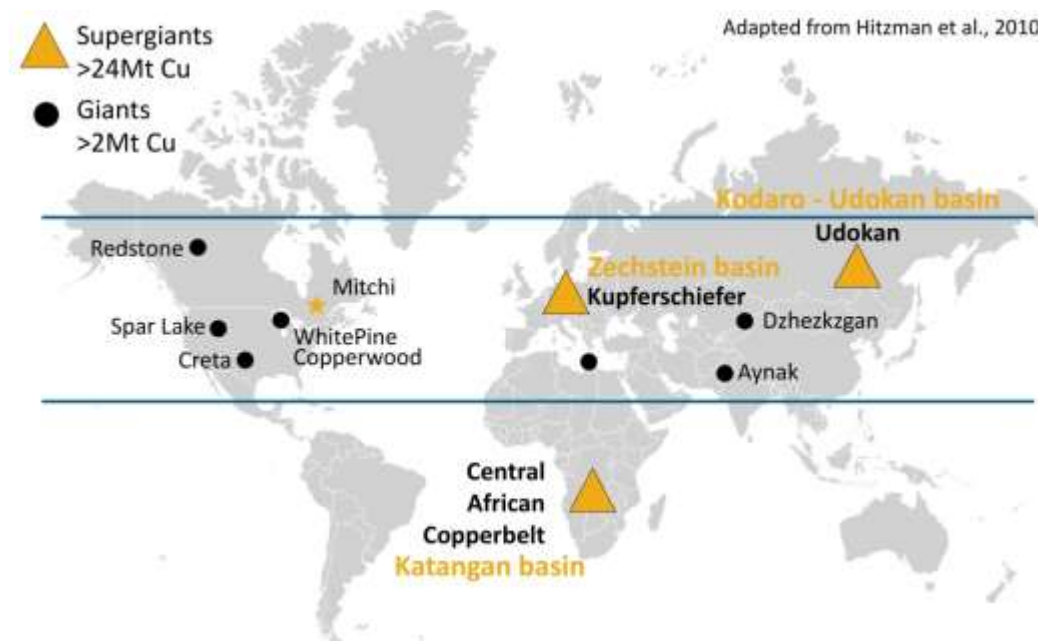 Supergiants
>24Mt Cu
Giants
>2Mt Cu
Adapted from Hitzman et al., 2010
Kodaro - Udokan basin
Udokan
Redstone
Zechstein basin
Kupferschiefer
Mitchi
Spar Lake
WhitePine
Copperwood
Creta
Dzhezkzgan
Aynak
Central
African
Copperbelt
Katangan basin